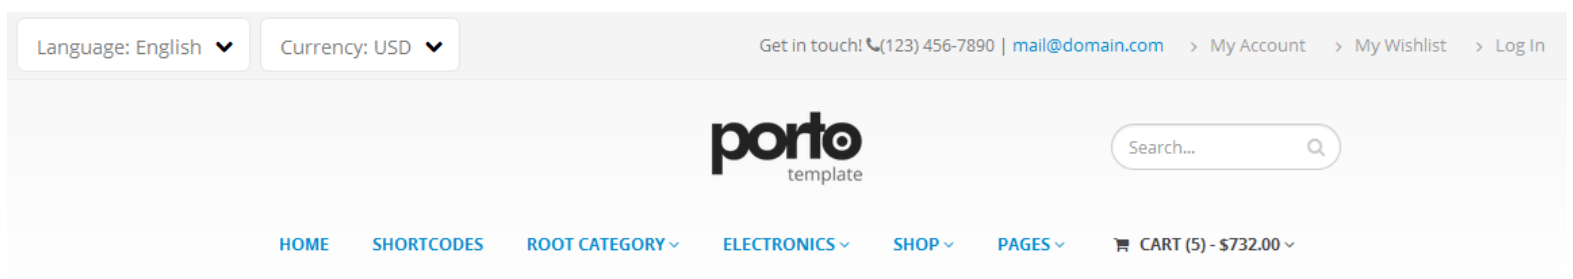 Language: English Currency: USD Get in touch! (123) 456-7890 | mail@domain.com > My Account > My Wishlist > Log In
porto
template
Search...
HOME SHORTCODES ROOT CATEGORY ELECTRONICS SHOP PAGES CART (5) - $732.00